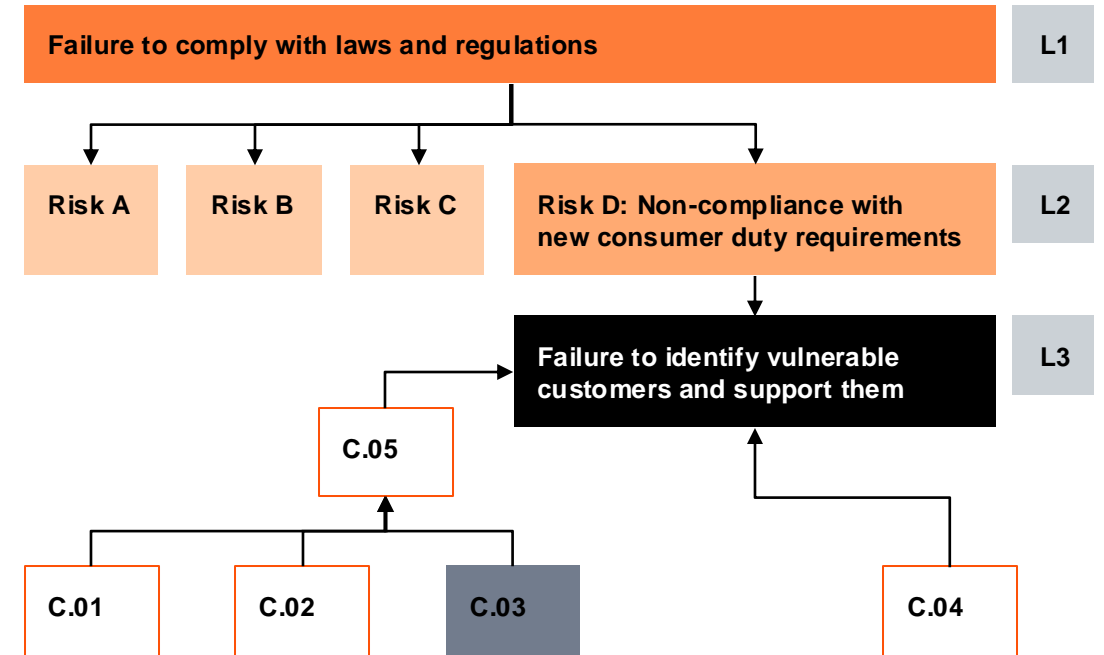 Failure to comply with laws and regulations
L1
Risk A
Risk B
Risk C
Risk D: Non-compliance with
new consumer duty requirements
L2
Failure to identify vulnerable
customers and support them
L3
C.05
C.01
C.02
C.03
C.04